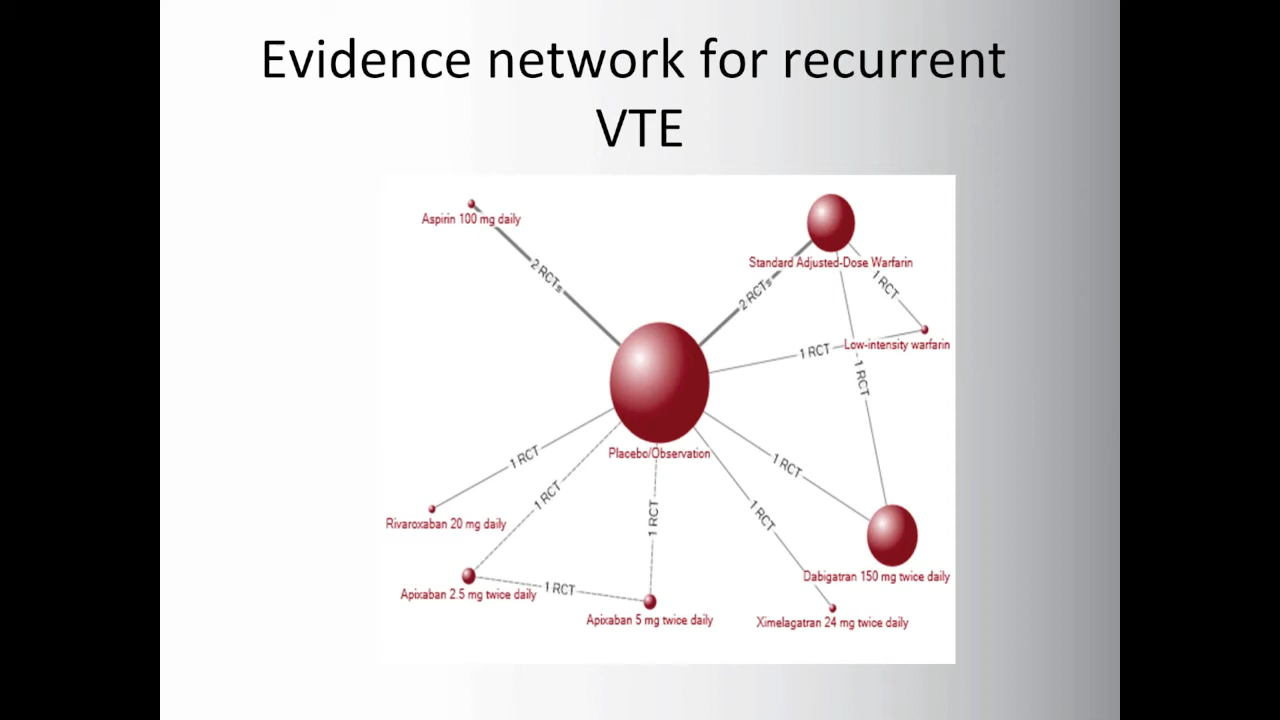 Evidence network for recurrent
VTE
Aspirin 100 mg daily
2 RCTs
Standard Adjusted-Dose Warfarin
2 RCTs
1 RCT
Low-intensity warfarin
1 RCT
1 RCT
Placebo/Observation
1 RCT
1 RCT
1 RCT
1 RCT
1 RCT
Rivaroxaban 20 mg daily
Dabigatran 150 mg twice daily
1 RCT
Apixaban 2.5 mg twice daily
Apixaban 5 mg twice daily
Ximelagatran 24 mg twice daily